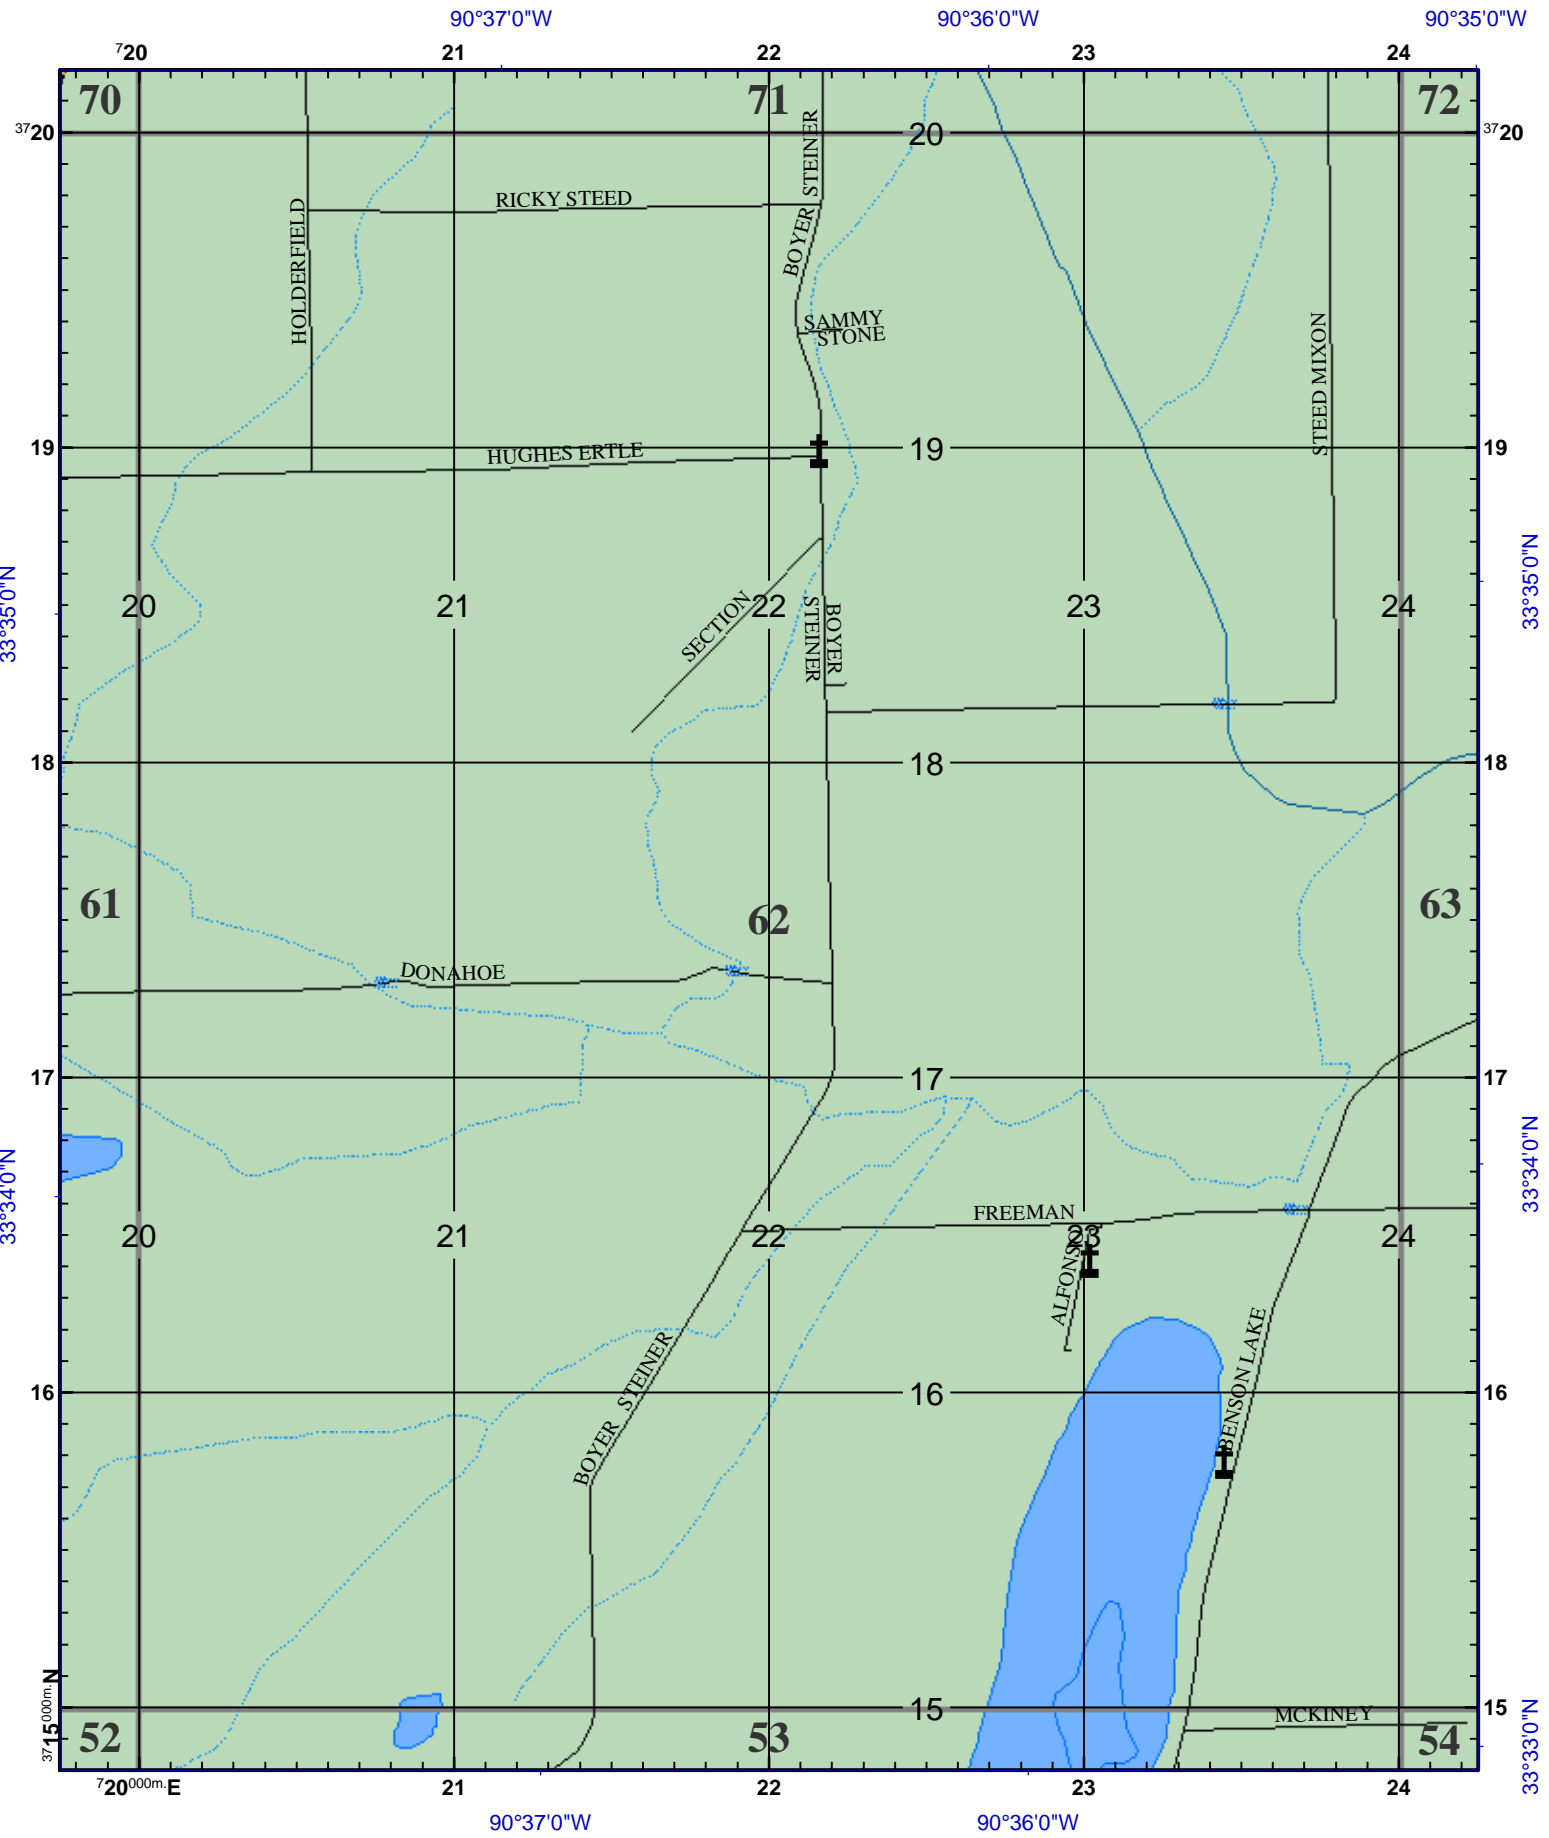 90°37'0"W 90°36'0"W 90°35'0"W
720 21 22 23 24
70 71 72
3720 20 3720
STEINER
RICKY STEED
BOYER
HOLDERFIELD
SAMMY
STONE
STEED MIXON
19 HUGHES ERTLE 19 19
33°35'0"N 33°35'0"N
20 21 22 23 24
SECTION
STEINER
BOYER
18 18 18
61 62 63
DONAHOE
17 17 17
33°34'0"N 33°34'0"N
FREEMAN
20 21 22 23 24
ALFONSO
BENSON LAKE
BOYER STEINER
16 16 16
3715000m.N 15 15
MCKINEY
33°33'0"N
52 53 54
720000m.E 21 22 23 24
90°37'0"W 90°36'0"W